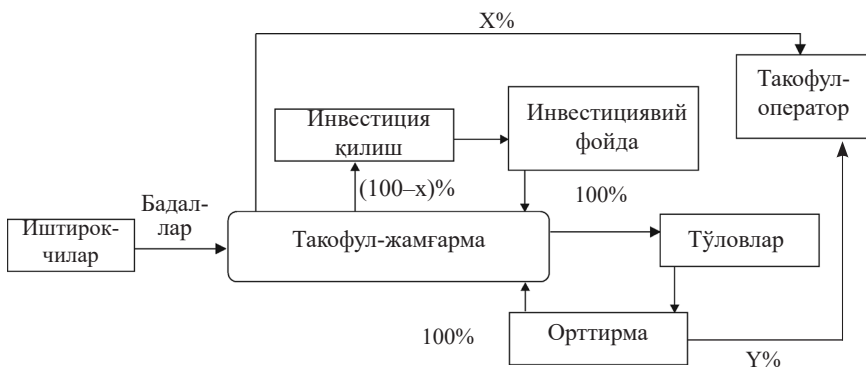 X%
Такофул-
оператор
Инвестиция
қилиш
Инвестициявий
фойда
(100–x)%
100%
Бадал-
лар
Иштирок-
чилар
Такофул-жамғарма
Тўловлар
100%
Орттирма
Y%